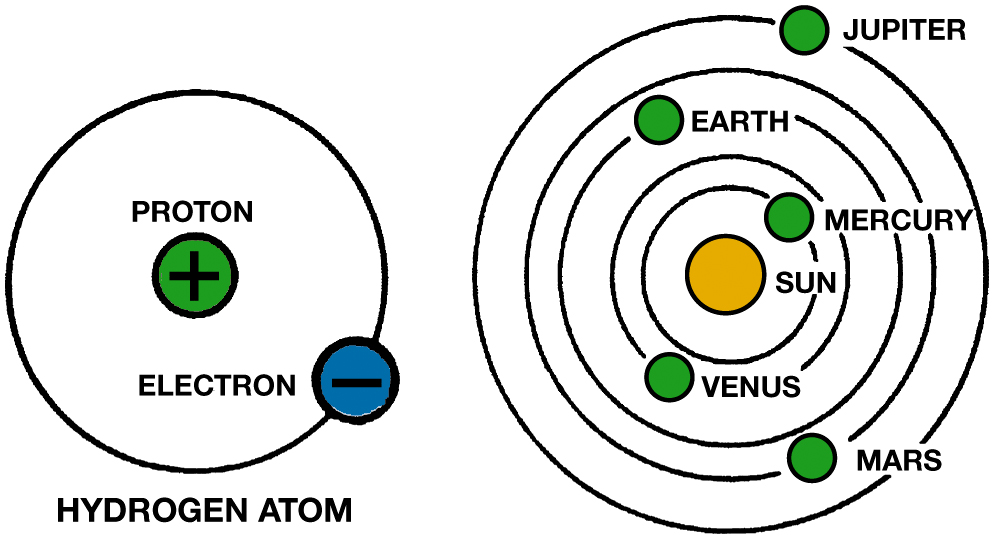 PROTON
+
ELECTRON
−
HYDROGEN ATOM
JUPITER
EARTH
MERCURY
SUN
VENUS
MARS